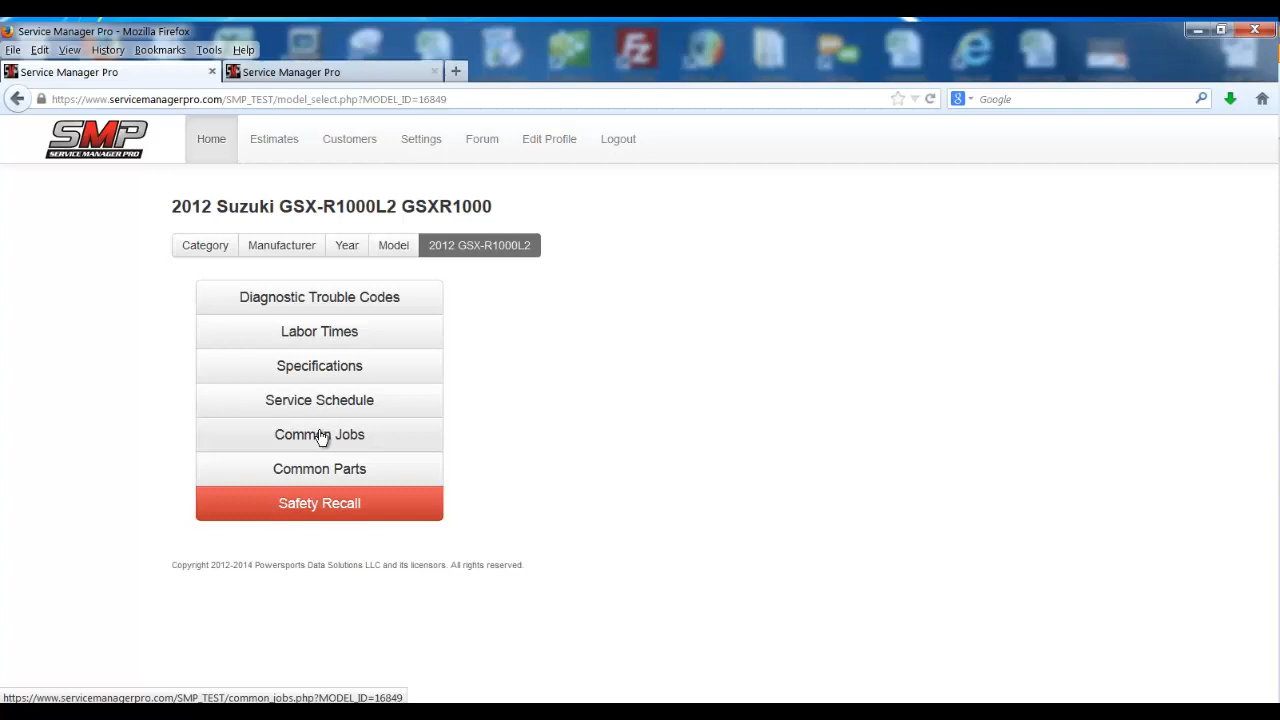 Service Manager Pro - Mozilla Firefox
File Edit View History Bookmarks Tools Help
Service Manager Pro × Service Manager Pro × +
https://www.servicemanagerpro.com/SMP_TEST/model_select.php?MODEL_ID=16849 Google
SMP
SERVICE MANAGER PRO
Home Estimates Customers Settings Forum Edit Profile Logout
2012 Suzuki GSX-R1000L2 GSXR1000
Category Manufacturer Year Model 2012 GSX-R1000L2
Diagnostic Trouble Codes
Labor Times
Specifications
Service Schedule
Common Jobs
Common Parts
Safety Recall
Copyright 2012-2014 Powersports Data Solutions LLC and its licensors. All rights reserved.
https://www.servicemanagerpro.com/SMP_TEST/common_jobs.php?MODEL_ID=16849